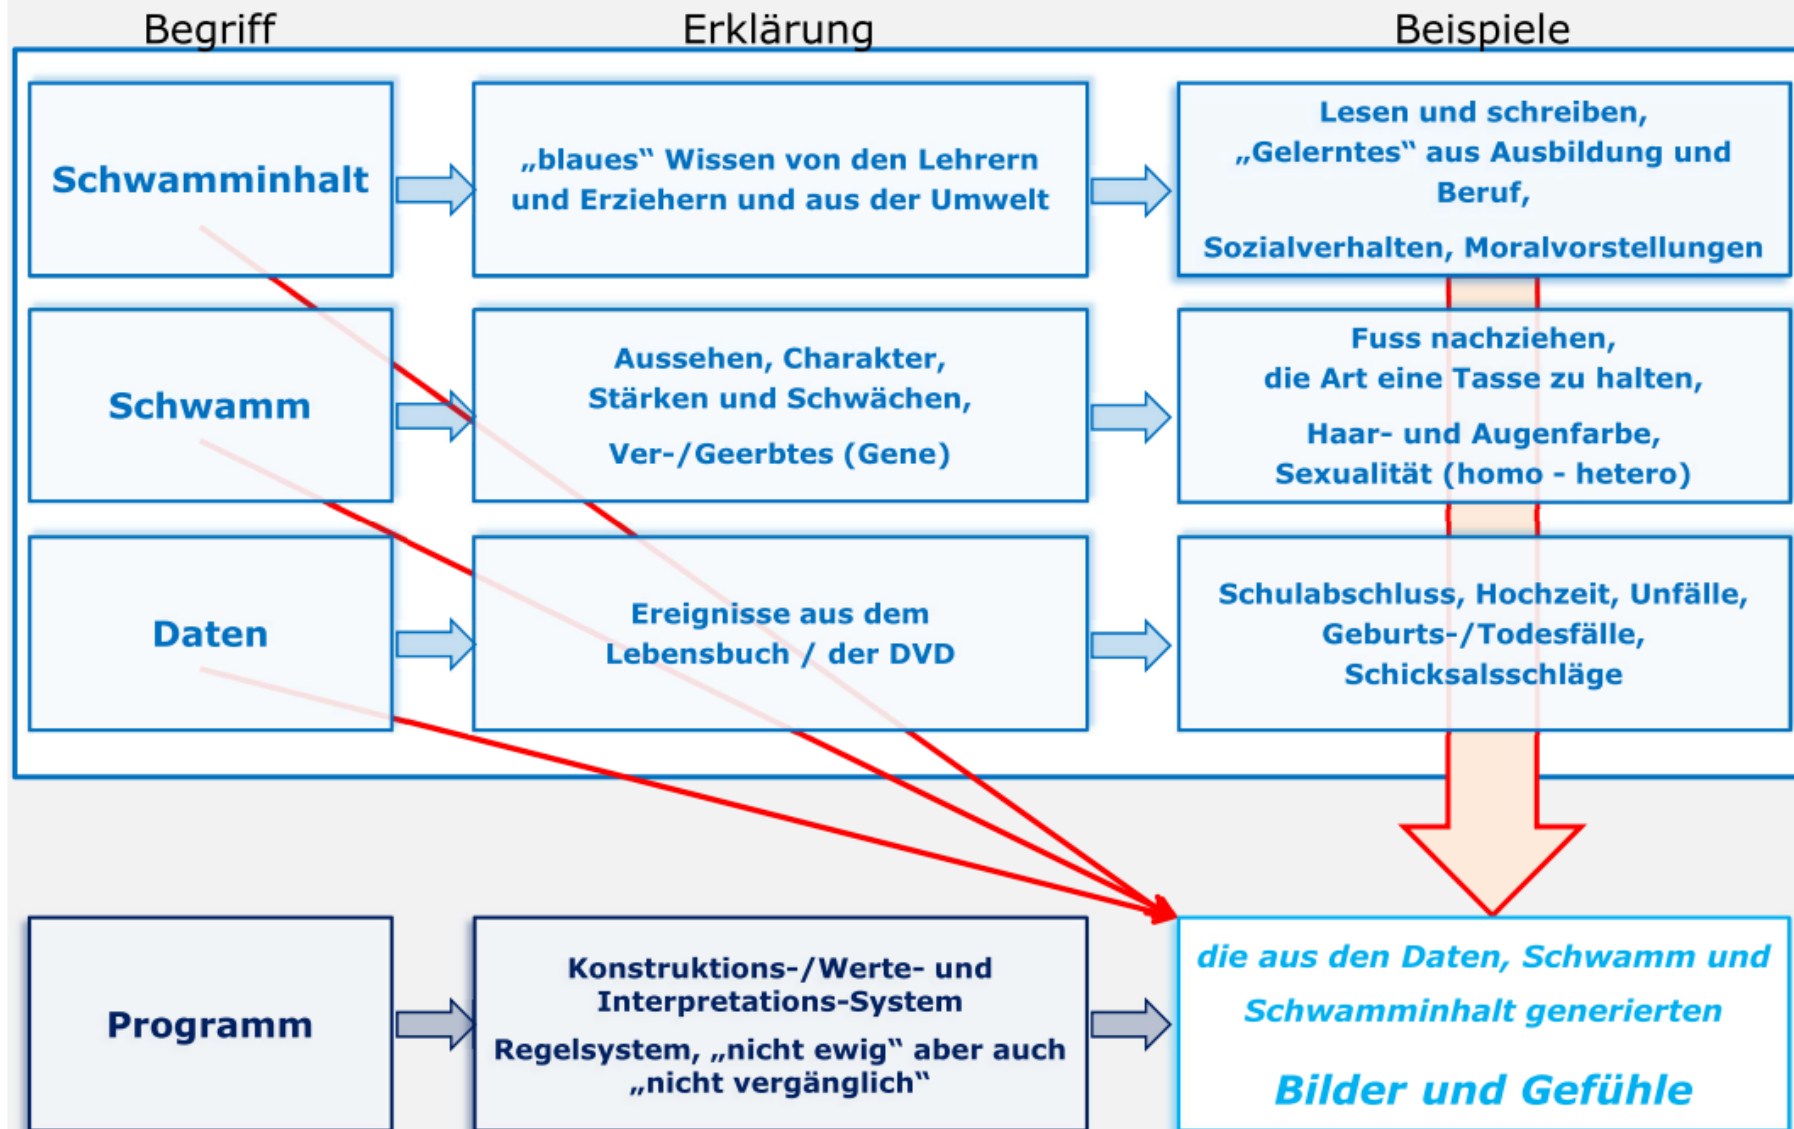 Begriff
Erklärung
Beispiele
Schwamminhalt
„blaues“ Wissen von den Lehrern
und Erziehern und aus der Umwelt
Lesen und schreiben,
„Gelerntes“ aus Ausbildung und
Beruf,
Sozialverhalten, Moralvorstellungen
Schwamm
Aussehen, Charakter,
Stärken und Schwächen,
Ver-/Geerbtes (Gene)
Fuss nachziehen,
die Art eine Tasse zu halten,
Haar- und Augenfarbe,
Sexualität (homo - hetero)
Daten
Ereignisse aus dem
Lebensbuch / der DVD
Schulabschluss, Hochzeit, Unfälle,
Geburts-/Todesfälle,
Schicksalsschläge
Programm
Konstruktions-/Werte- und
Interpretations-System
Regelsystem, „nicht ewig“ aber auch
„nicht vergänglich“
die aus den Daten, Schwamm und
Schwamminhalt generierten
Bilder und Gefühle